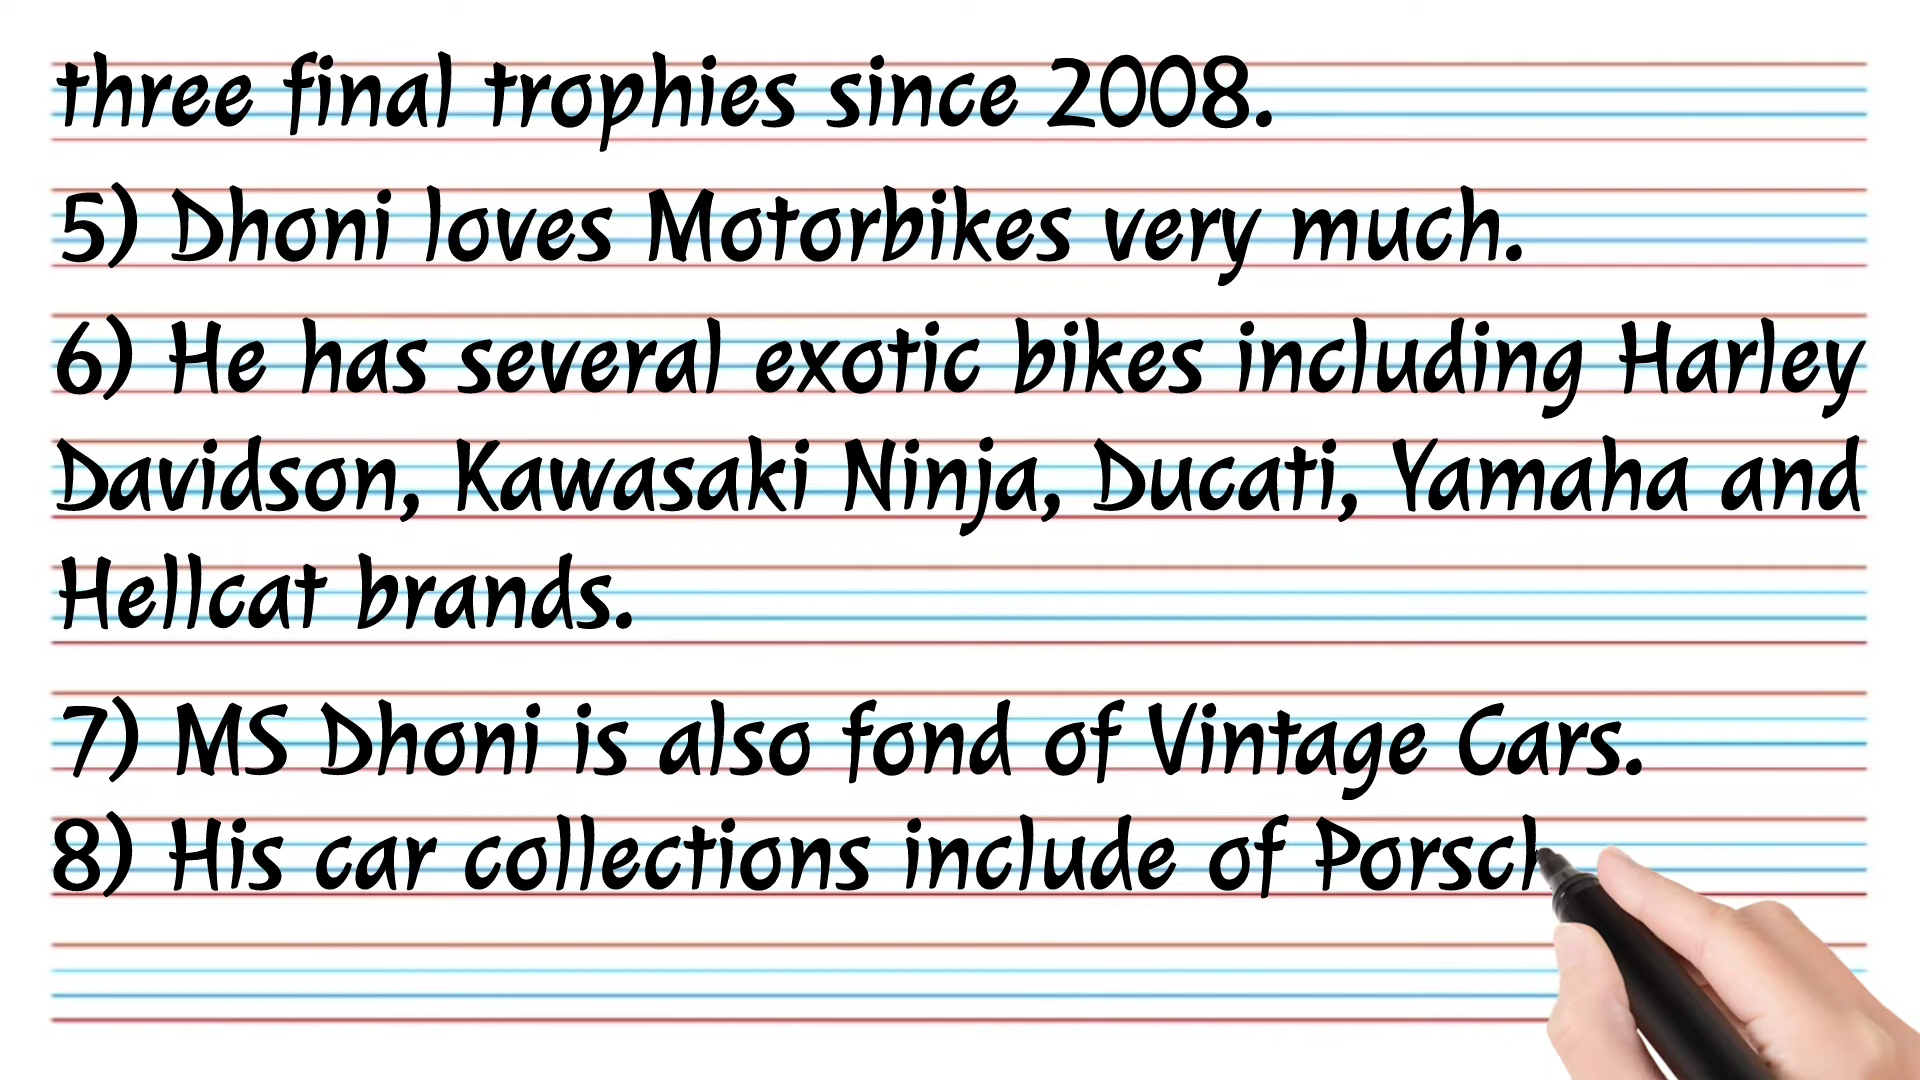 three final trophies since 2008.
5) Dhoni loves Motorbikes very much.
6) He has several exotic bikes including Harley
Davidson, Kawasaki Ninja, Ducati, Yamaha and
Hellcat brands.
7) MS Dhoni is also fond of Vintage Cars.
8) His car collections include of Porsch